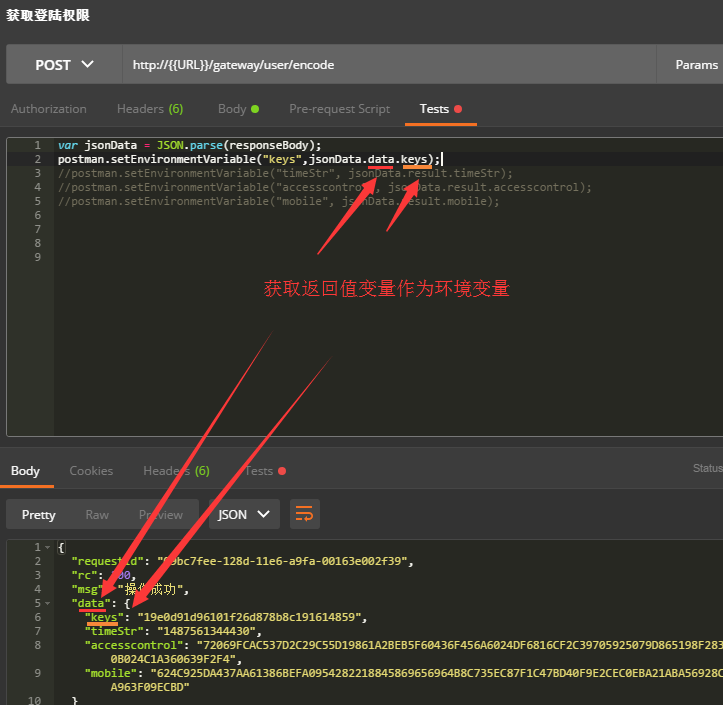 获取登陆权限
POST http://{{URL}}/gateway/user/encode Params
Authorization Headers (6) Body Pre-request Script Tests
1 var jsonData = JSON.parse(responseBody);
2 postman.setEnvironmentVariable("keys",jsonData.data.keys);
3 //postman.setEnvironmentVariable("timeStr", jsonData.result.timeStr);
4 //postman.setEnvironmentVariable("accesscontrol", jsonData.result.accesscontrol);
5 //postman.setEnvironmentVariable("mobile", jsonData.result.mobile);
6
7
8
9
获取返回值变量作为环境变量
Body Cookies Headers (6) Tests Status
Pretty Raw Preview JSON
1 {
2 "requestId": "9bc7fee-128d-11e6-a9fa-00163e002f39",
3 "rc": 00,
4 "msg": "操作成功",
5 "data": {
6 "keys": "19e0d91d96101f26d878b8c191614859",
7 "timeStr": "1487561344430",
8 "accesscontrol": "72069FCAC537D2C29C55D19861A2BEB5F60436F456A6024DF6816CF2C39705925079D865198F283
0B024C1A360639F2F4",
9 "mobile": "624C925DA437AA61386BEFA0954282218845869656964B8C735EC87F1C47BD40F9E2CEC0EBA21ABA56928C
A963F09ECBD"
10 }